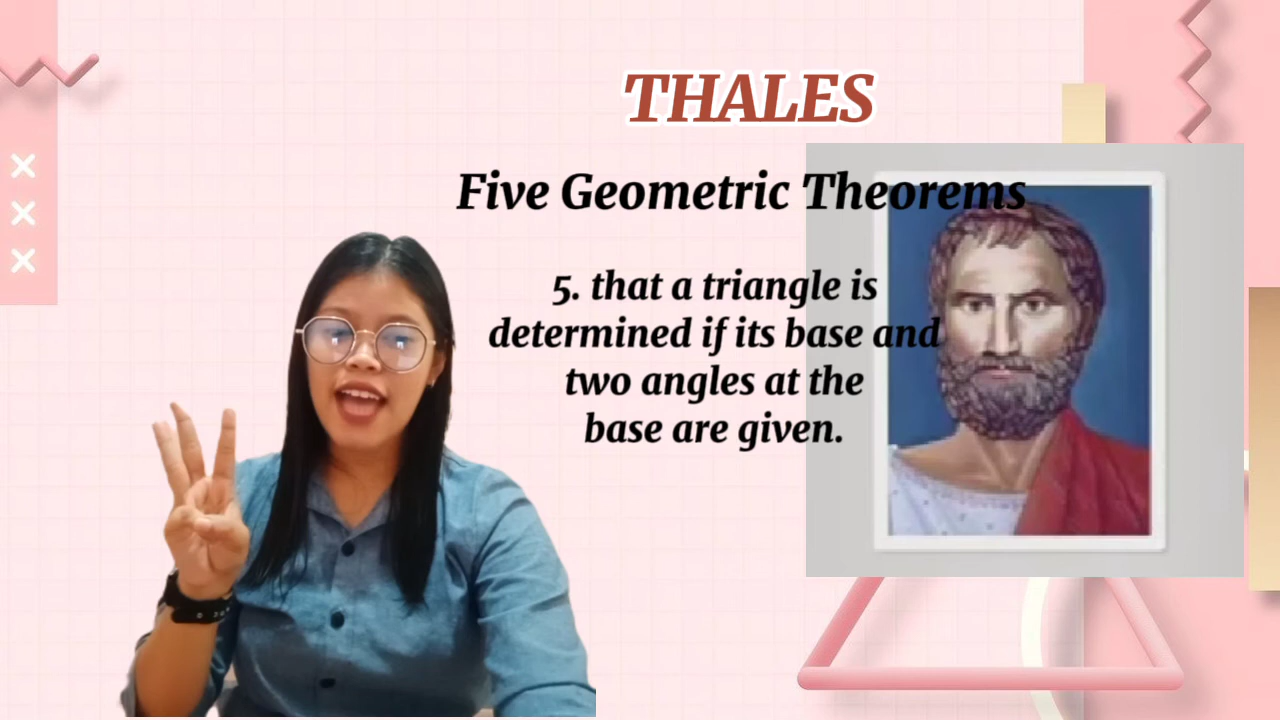 THALES
Five Geometric Theorems
5. that a triangle is
determined if its base and
two angles at the
base are given.